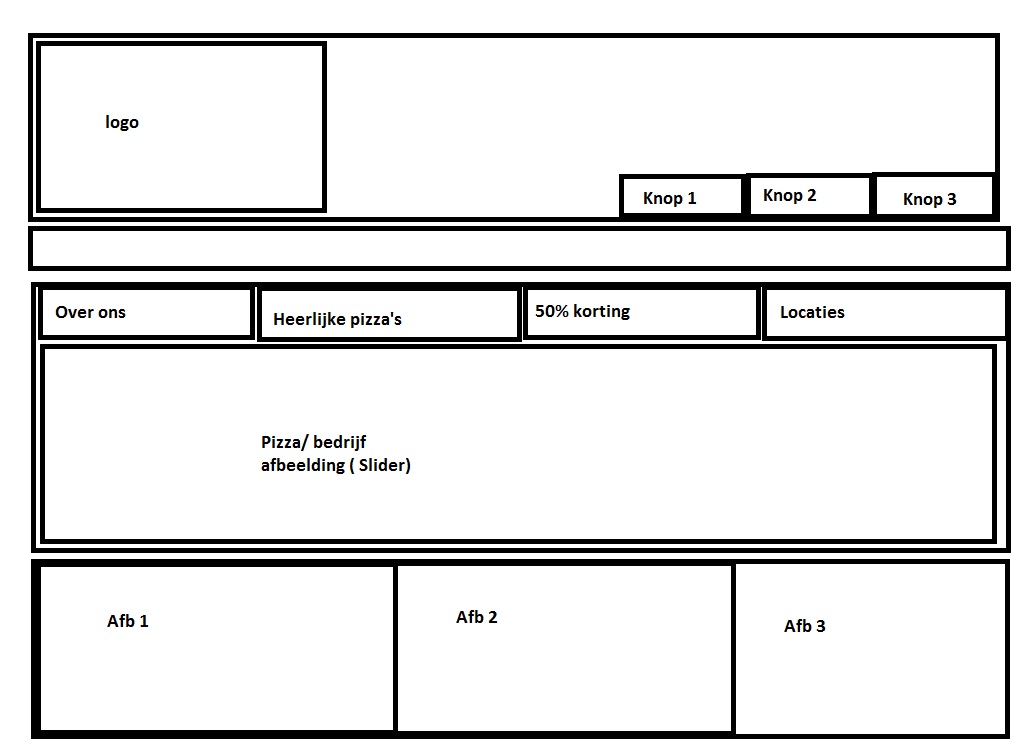 logo
Knop 1
Knop 2
Knop 3
Over ons
Heerlijke pizza's
50% korting
Locaties
Pizza/ bedrijf
afbeelding ( Slider)
Afb 1
Afb 2
Afb 3